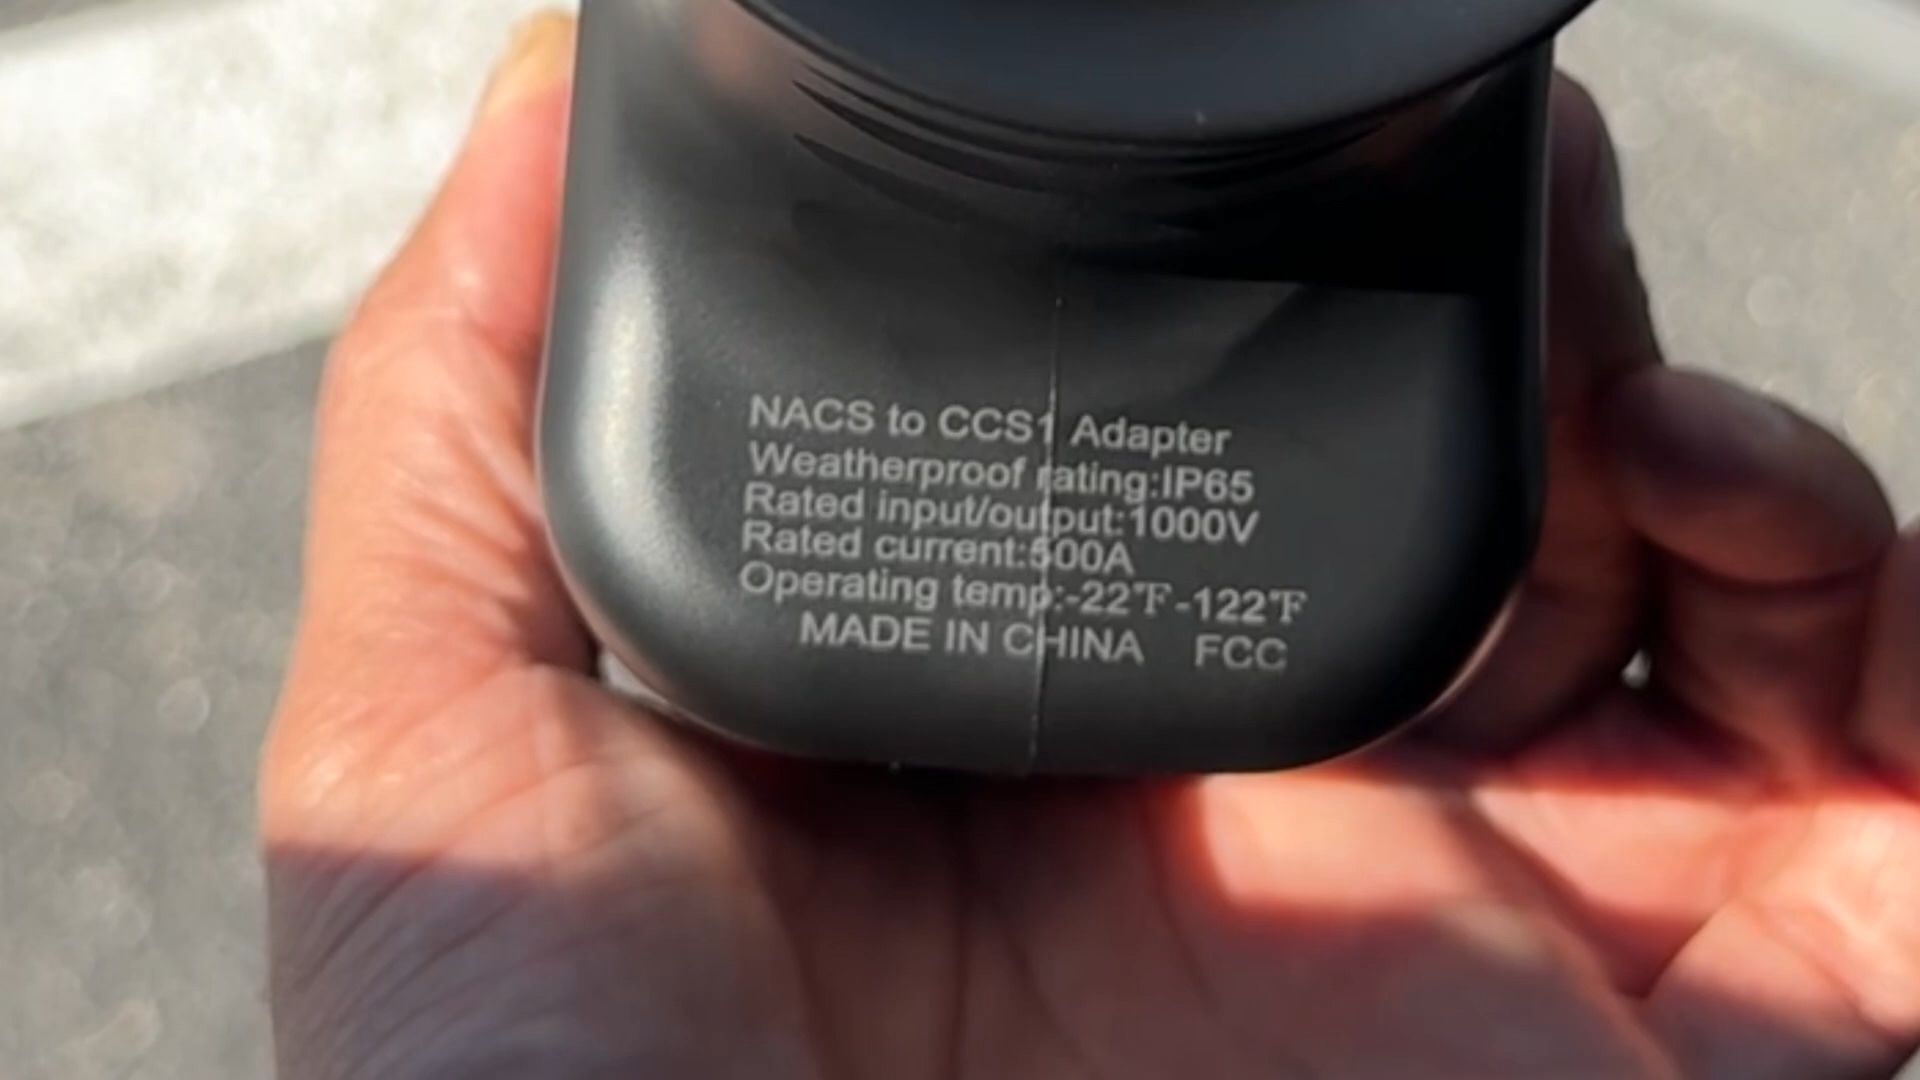 NACS to CCS1 Adapter
Weatherproof rating:IP65
Rated input/output:1000V
Rated current:500A
Operating temp:-22℉-122℉
MADE IN CHINA FCC